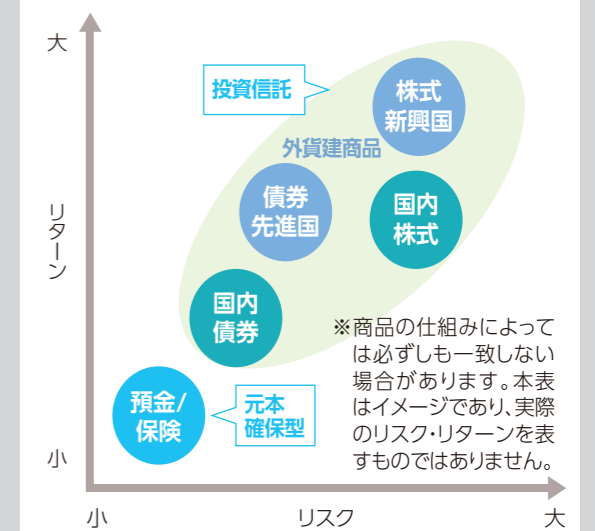 大
投資信託
株式
新興国
外貨建商品
債券
先進国
国内
株式
リターン
国内
債券
※商品の仕組みによって
は必ずしも一致しない
場合があります。本表
はイメージであり、実際
のリスク・リターンを表
すものではありません。
預金/
保険
元本
確保型
小
小
リスク
大